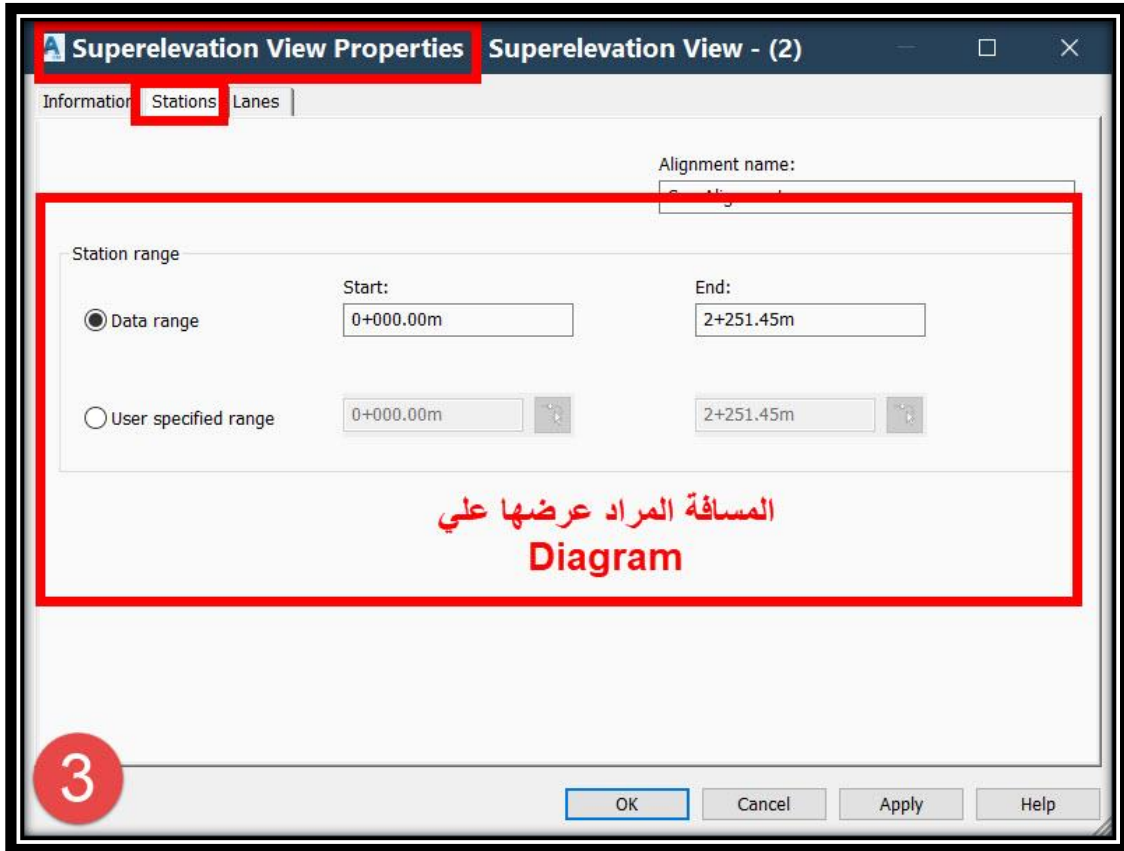 Superelevation View Properties Superelevation View - (2)
Information Stations Lanes
Alignment name:
Station range
Start: End:
Data range 0+000.00m 2+251.45m
User specified range 0+000.00m 2+251.45m
المسافة المراد عرضها علي
Diagram
3
OK Cancel Apply Help